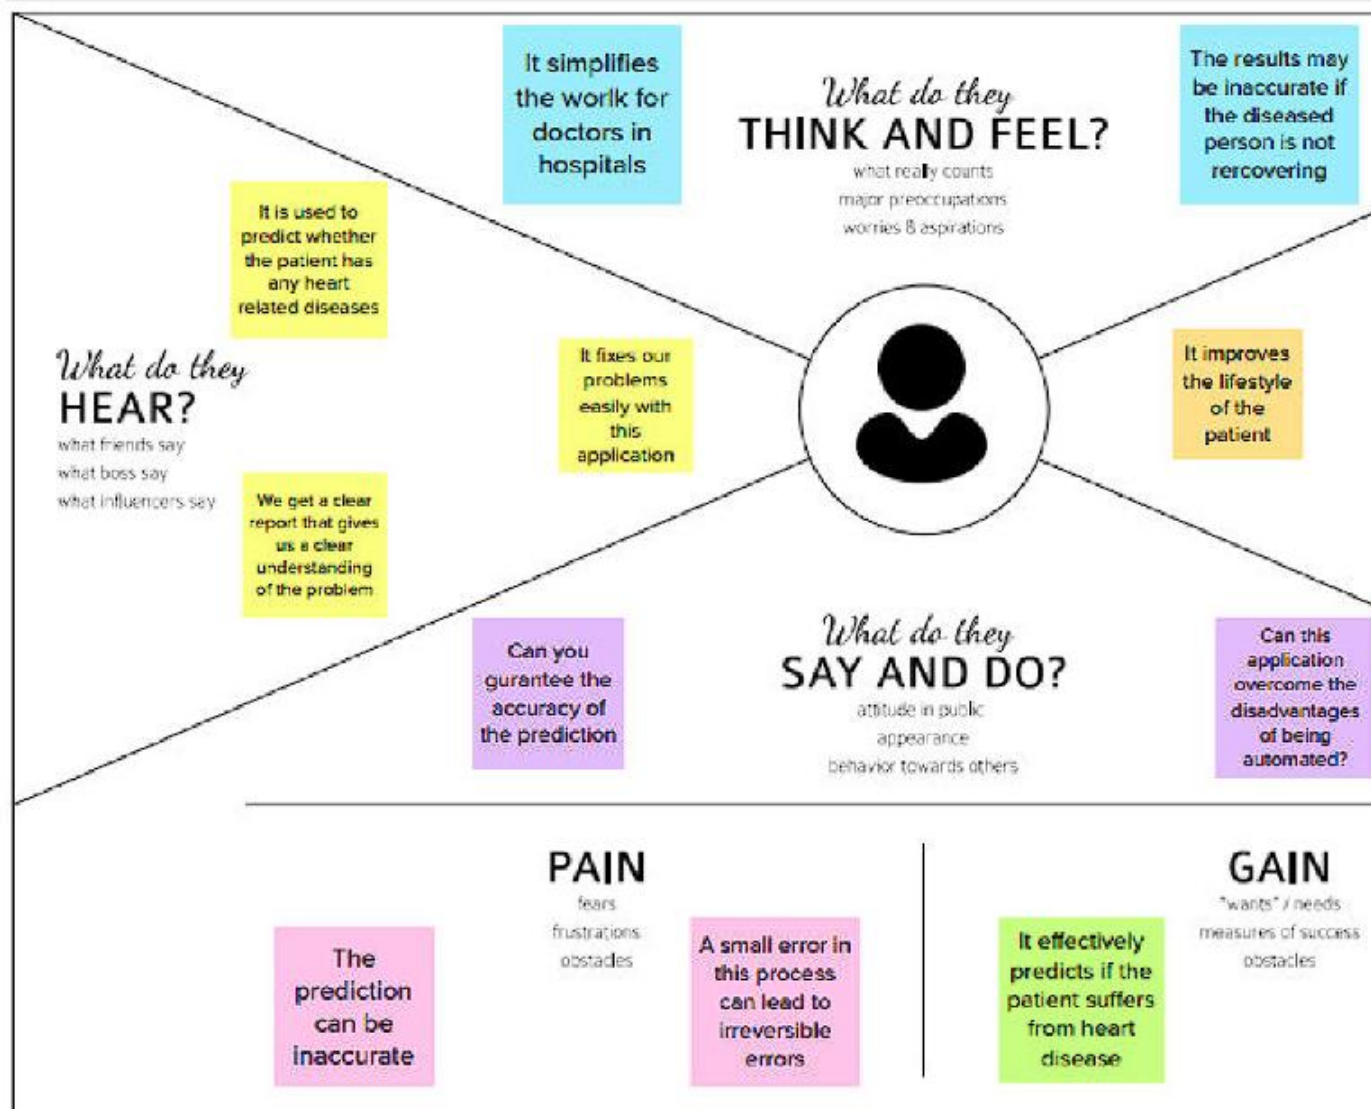 It simplifies
the worlk for
doctors in
hospitals
What do they
THINK AND FEEL?
what really counts
major preoccupations
worries & aspirations
The results may
be inaccurate if
the diseased
person is not
rercovering
It is used to
predict whether
the patient has
any heart
related diseases
What do they
HEAR?
what friends say
what boss say
what influencers say
It fixes our
problems
easily with
this
application
We get a clear
report that gives
us a clear
understanding
of the problem
It improves
the lifestyle
of the
patient
Can you
gurantee the
accuracy of
the prediction
What do they
SAY AND DO?
attitude in public
appearance
behavior towards others
Can this
application
overcome the
disadvantages
of being
automated?
PAIN
fears
frustrations
obstacles
The
prediction
can be
inaccurate
A small error in
this process
can lead to
irreversible
errors
GAIN
"wants" / needs
measures of success
obstacles
It effectively
predicts if the
patient suffers
from heart
disease